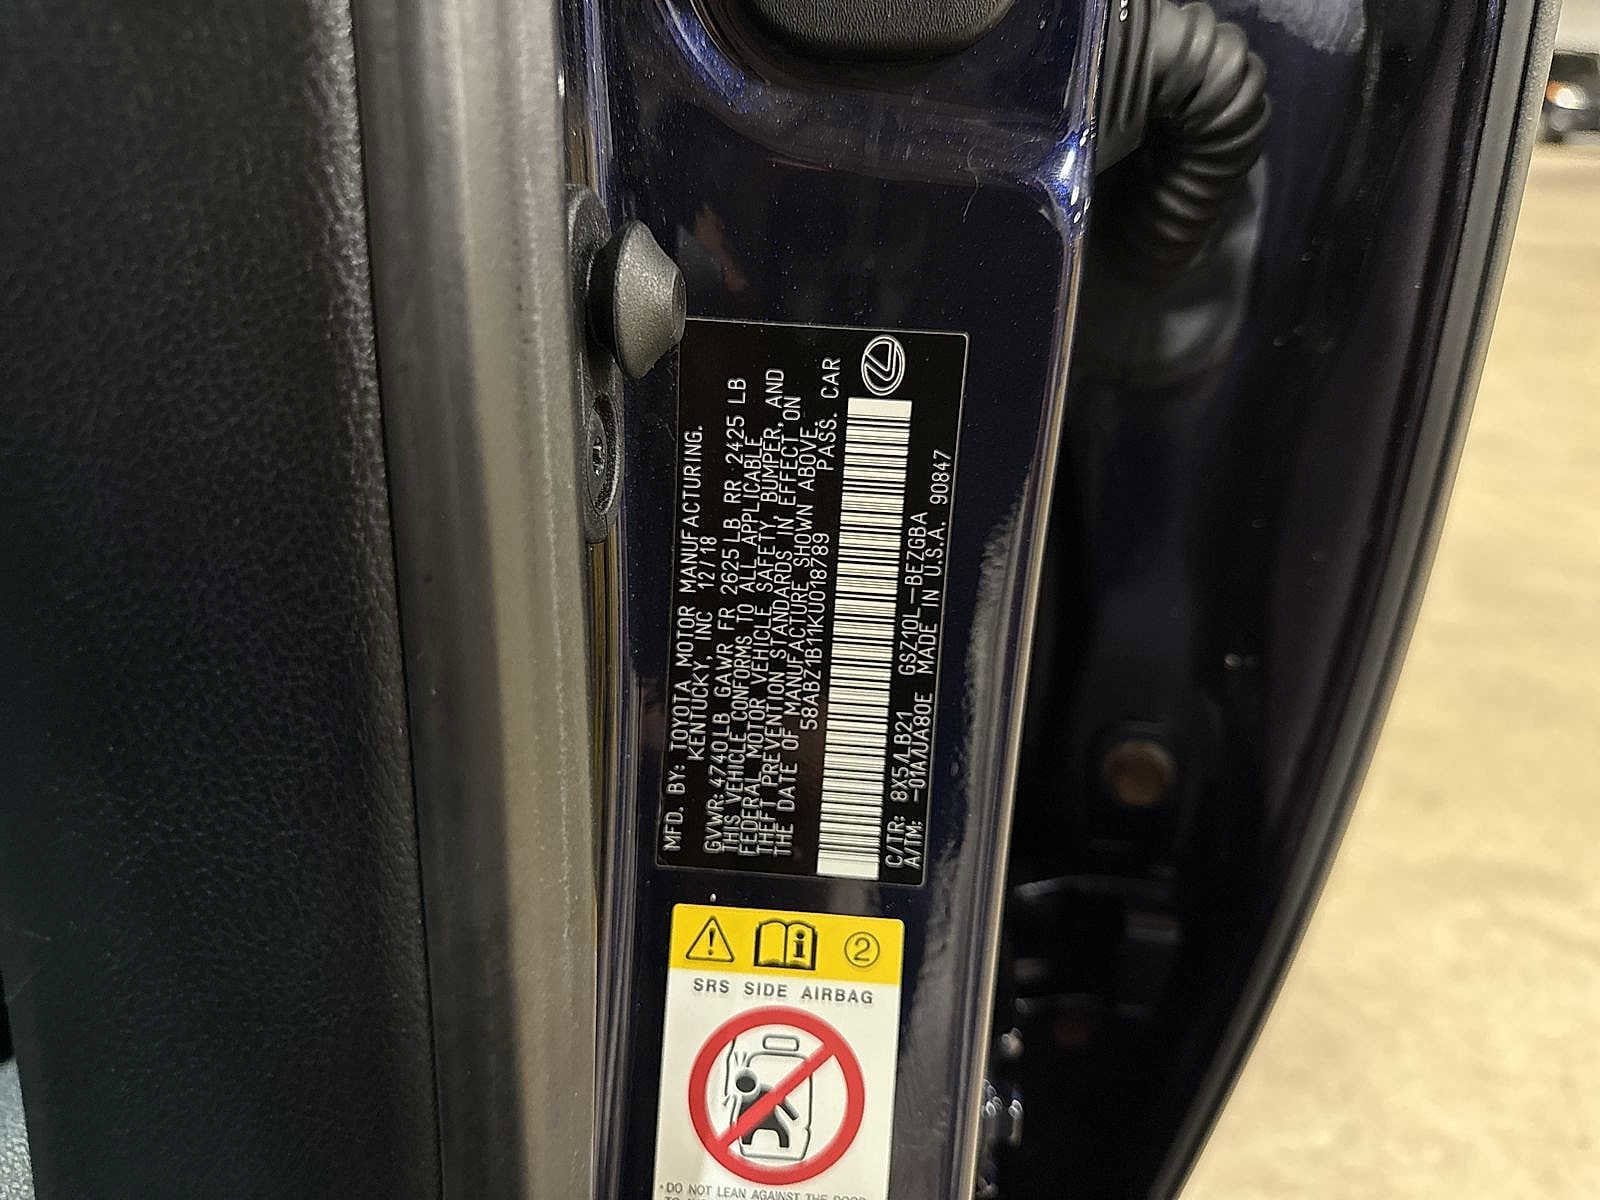 MFD. BY: TOYOTA MOTOR MANUFACTURING.
KENTUCKY, INC 12/18
GVWR: 4740LB GAWR FR 2625LB RR 2425 LB
THIS VEHICLE CONFORMS TO ALL APPLICABLE
FEDERAL MOTOR VEHICLE SAFETY, BUMPER, AND
THEFT PREVENTION STANDARDS IN EFFECT ON
THE DATE OF MANUFACTURE SHOWN ABOVE.
58ABZ1B11KU018789 PASS. CAR
C/TR: 8X5/LB21 GSZ10L-BEZGBA
A/TM: -01A/UA80E MADE IN U.S.A. 90847
2
SRS SIDE AIRBAG
•DO NOT LEAN AGAINST THE DOOR